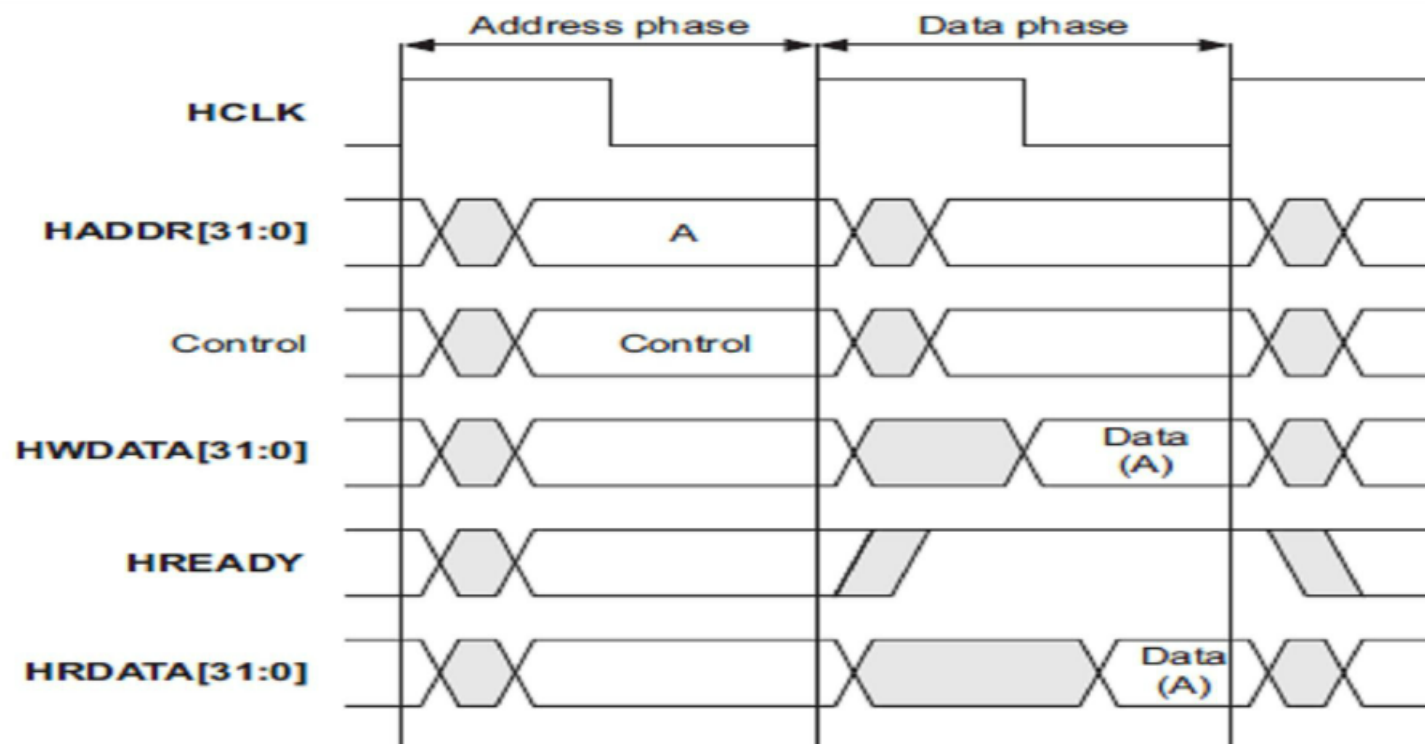 Address phase Data phase
HCLK
HADDR[31:0] A
Control Control
HWDATA[31:0] Data
(A)
HREADY
HRDATA[31:0] Data
(A)